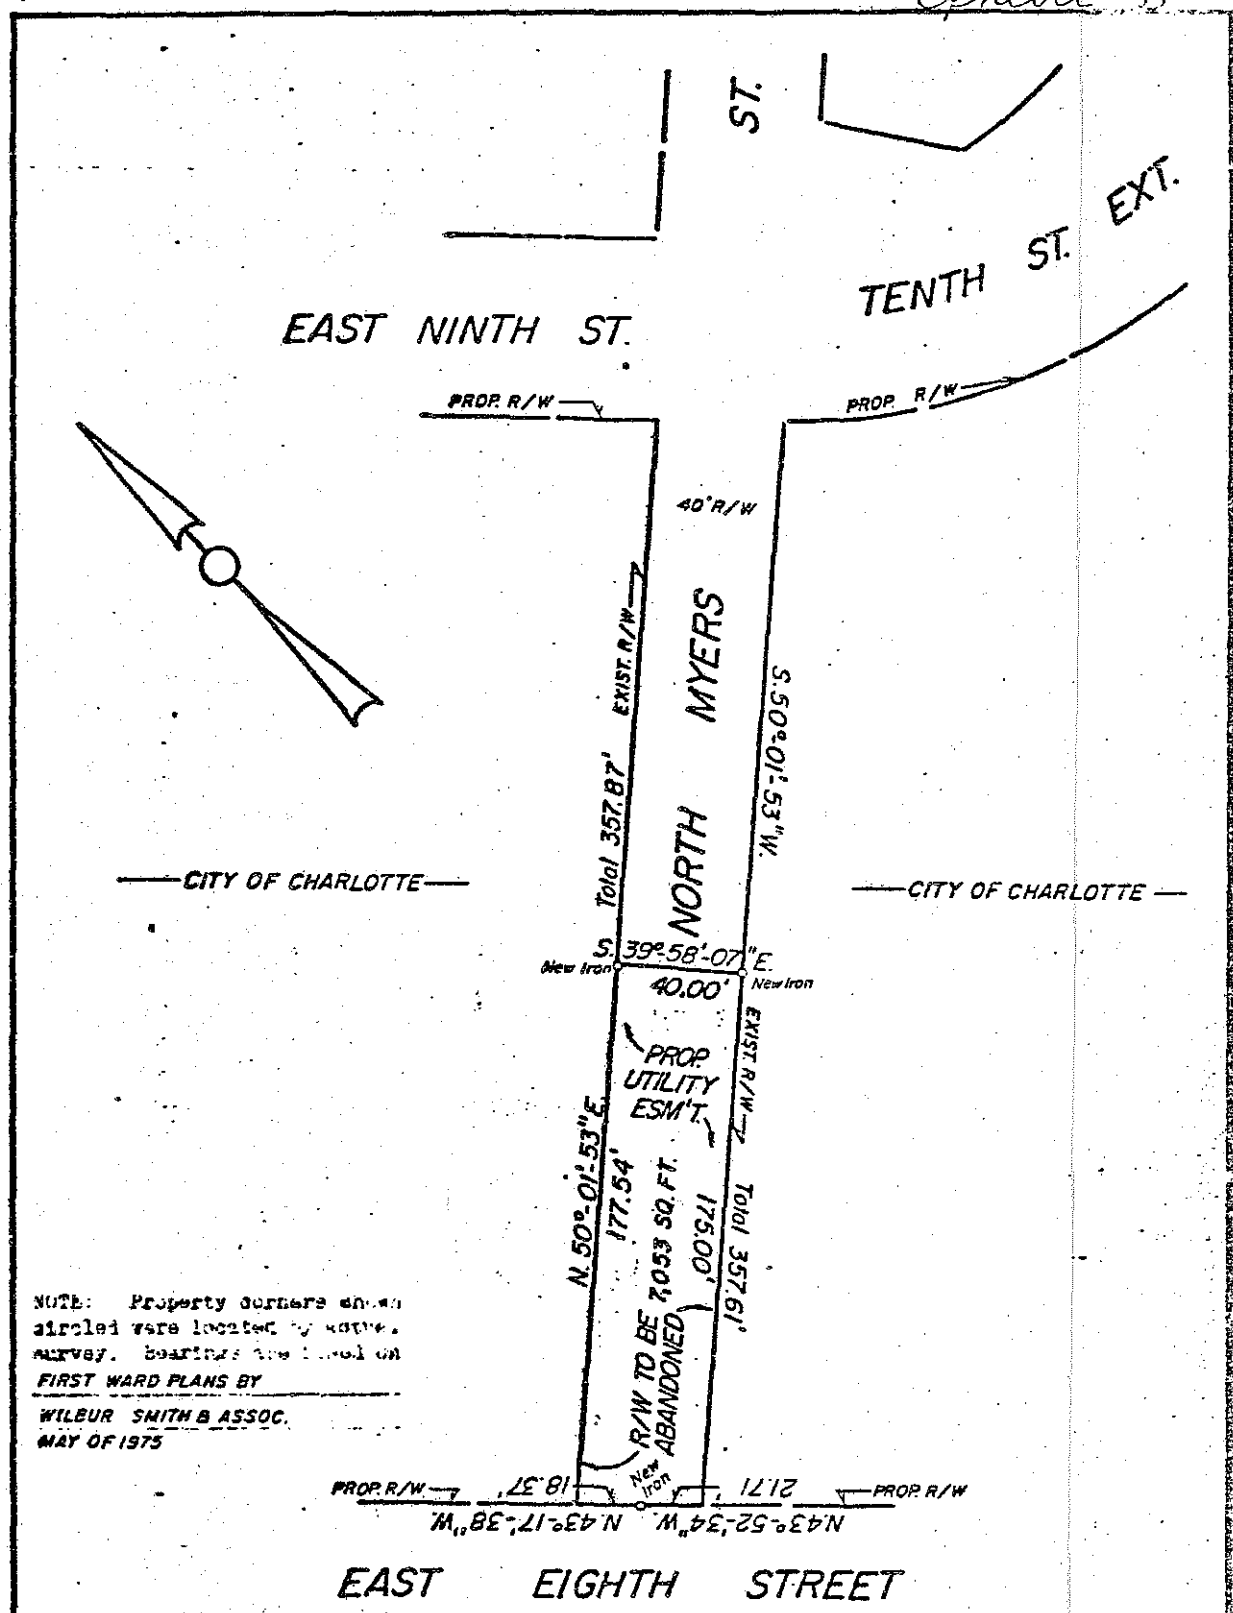 ST.
TENTH ST. EXT.
EAST NINTH ST.
PROP. R/W
PROP. R/W
40' R/W
NORTH MYERS
EXIST. R/W
Total 357.87'
S.50°-01'-53"W.
CITY OF CHARLOTTE
CITY OF CHARLOTTE
S. 39°-58'-07"E.
New Iron
40.00'
New Iron
PROP.
UTILITY
ESM'T.
EXIST. R/W
Total 357.61'
N. 50°-01'-53"E.
177.54'
175.00'
R/W TO BE
ABANDONED 7,053 SQ. FT.
NOTE: Property corners shown
circled were located by
survey. Bearings are based on
FIRST WARD PLANS BY
WILBUR SMITH & ASSOC.
MAY OF 1975
PROP. R/W
18.37'
New
Iron
21.71'
PROP. R/W
N.43°-17'-38"W.
N.43°-52'-34"W.
EAST EIGHTH STREET